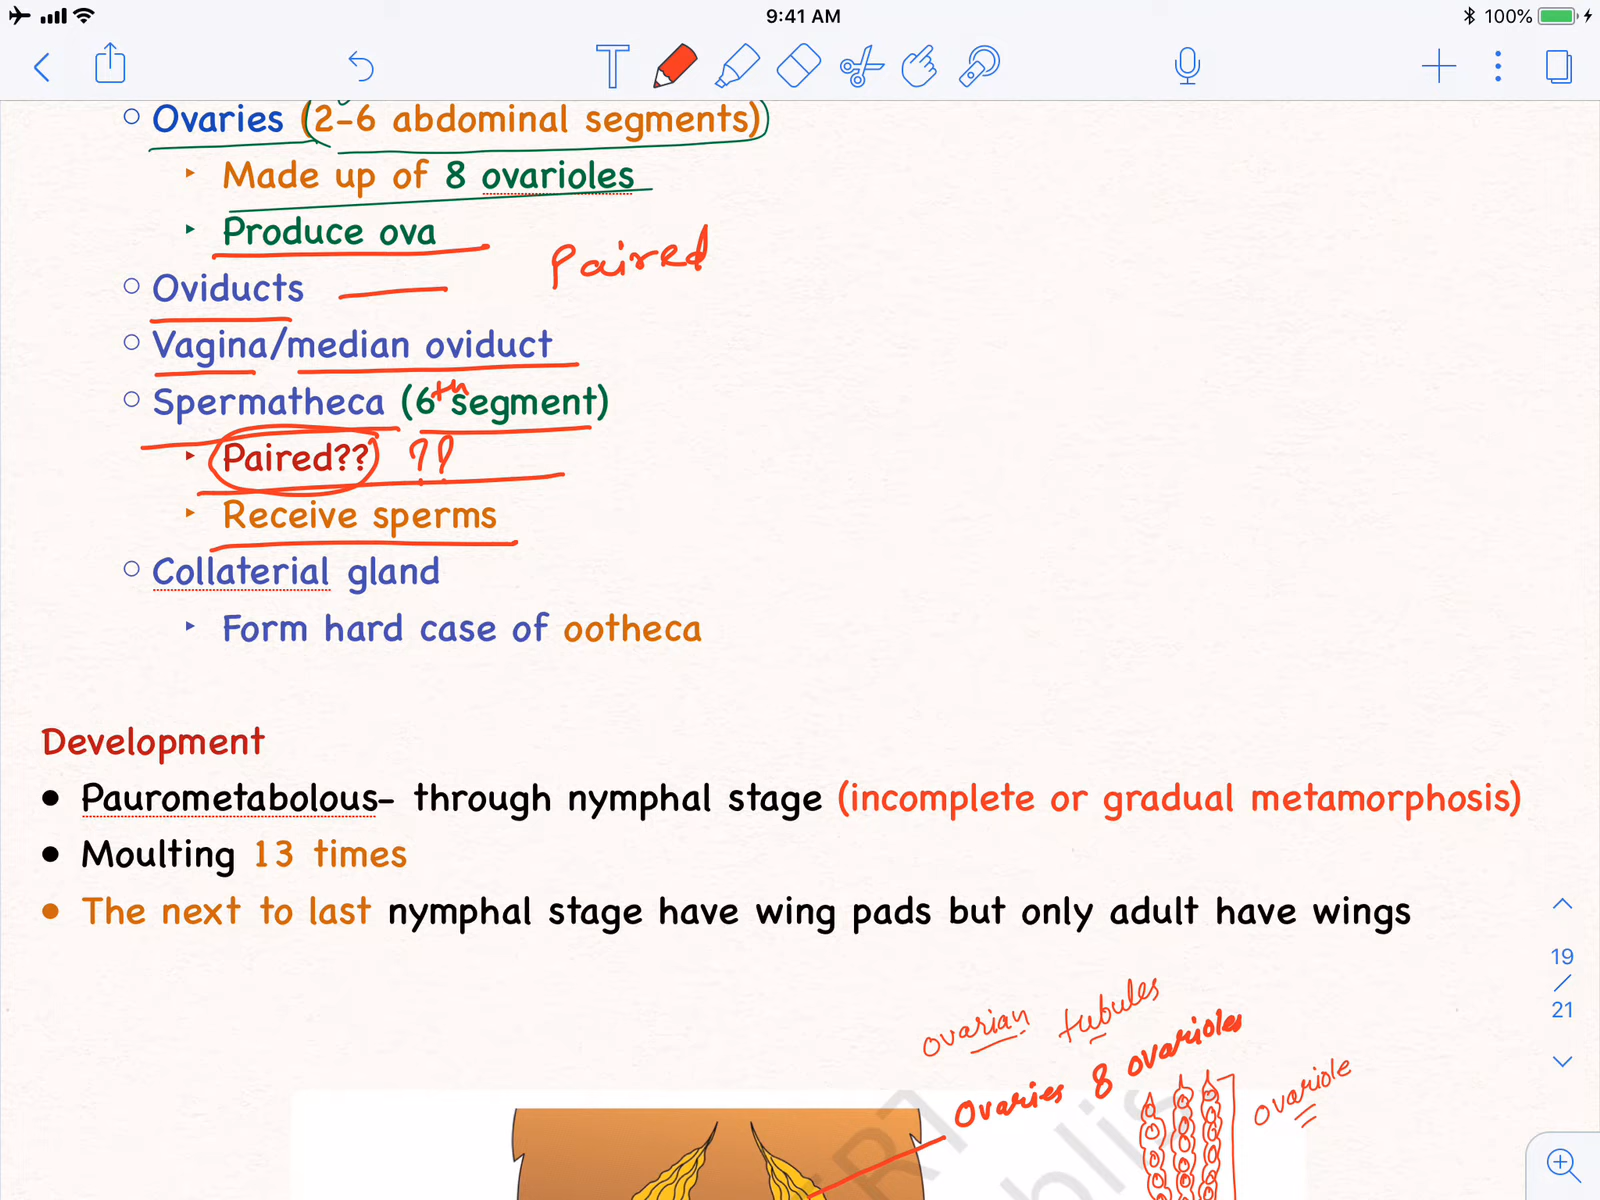 9:41 AM
100%
Ovaries (2-6 abdominal segments)
Made up of 8 ovarioles
Produce ova
Paired
Oviducts
Vagina/median oviduct
Spermatheca (6th segment)
Paired?? ??
Receive sperms
Collaterial gland
Form hard case of ootheca
Development
Paurometabolous- through nymphal stage (incomplete or gradual metamorphosis)
Moulting 13 times
The next to last nymphal stage have wing pads but only adult have wings
19
/
21
ovarian tubules
Ovaries 8 ovarioles
ovariole